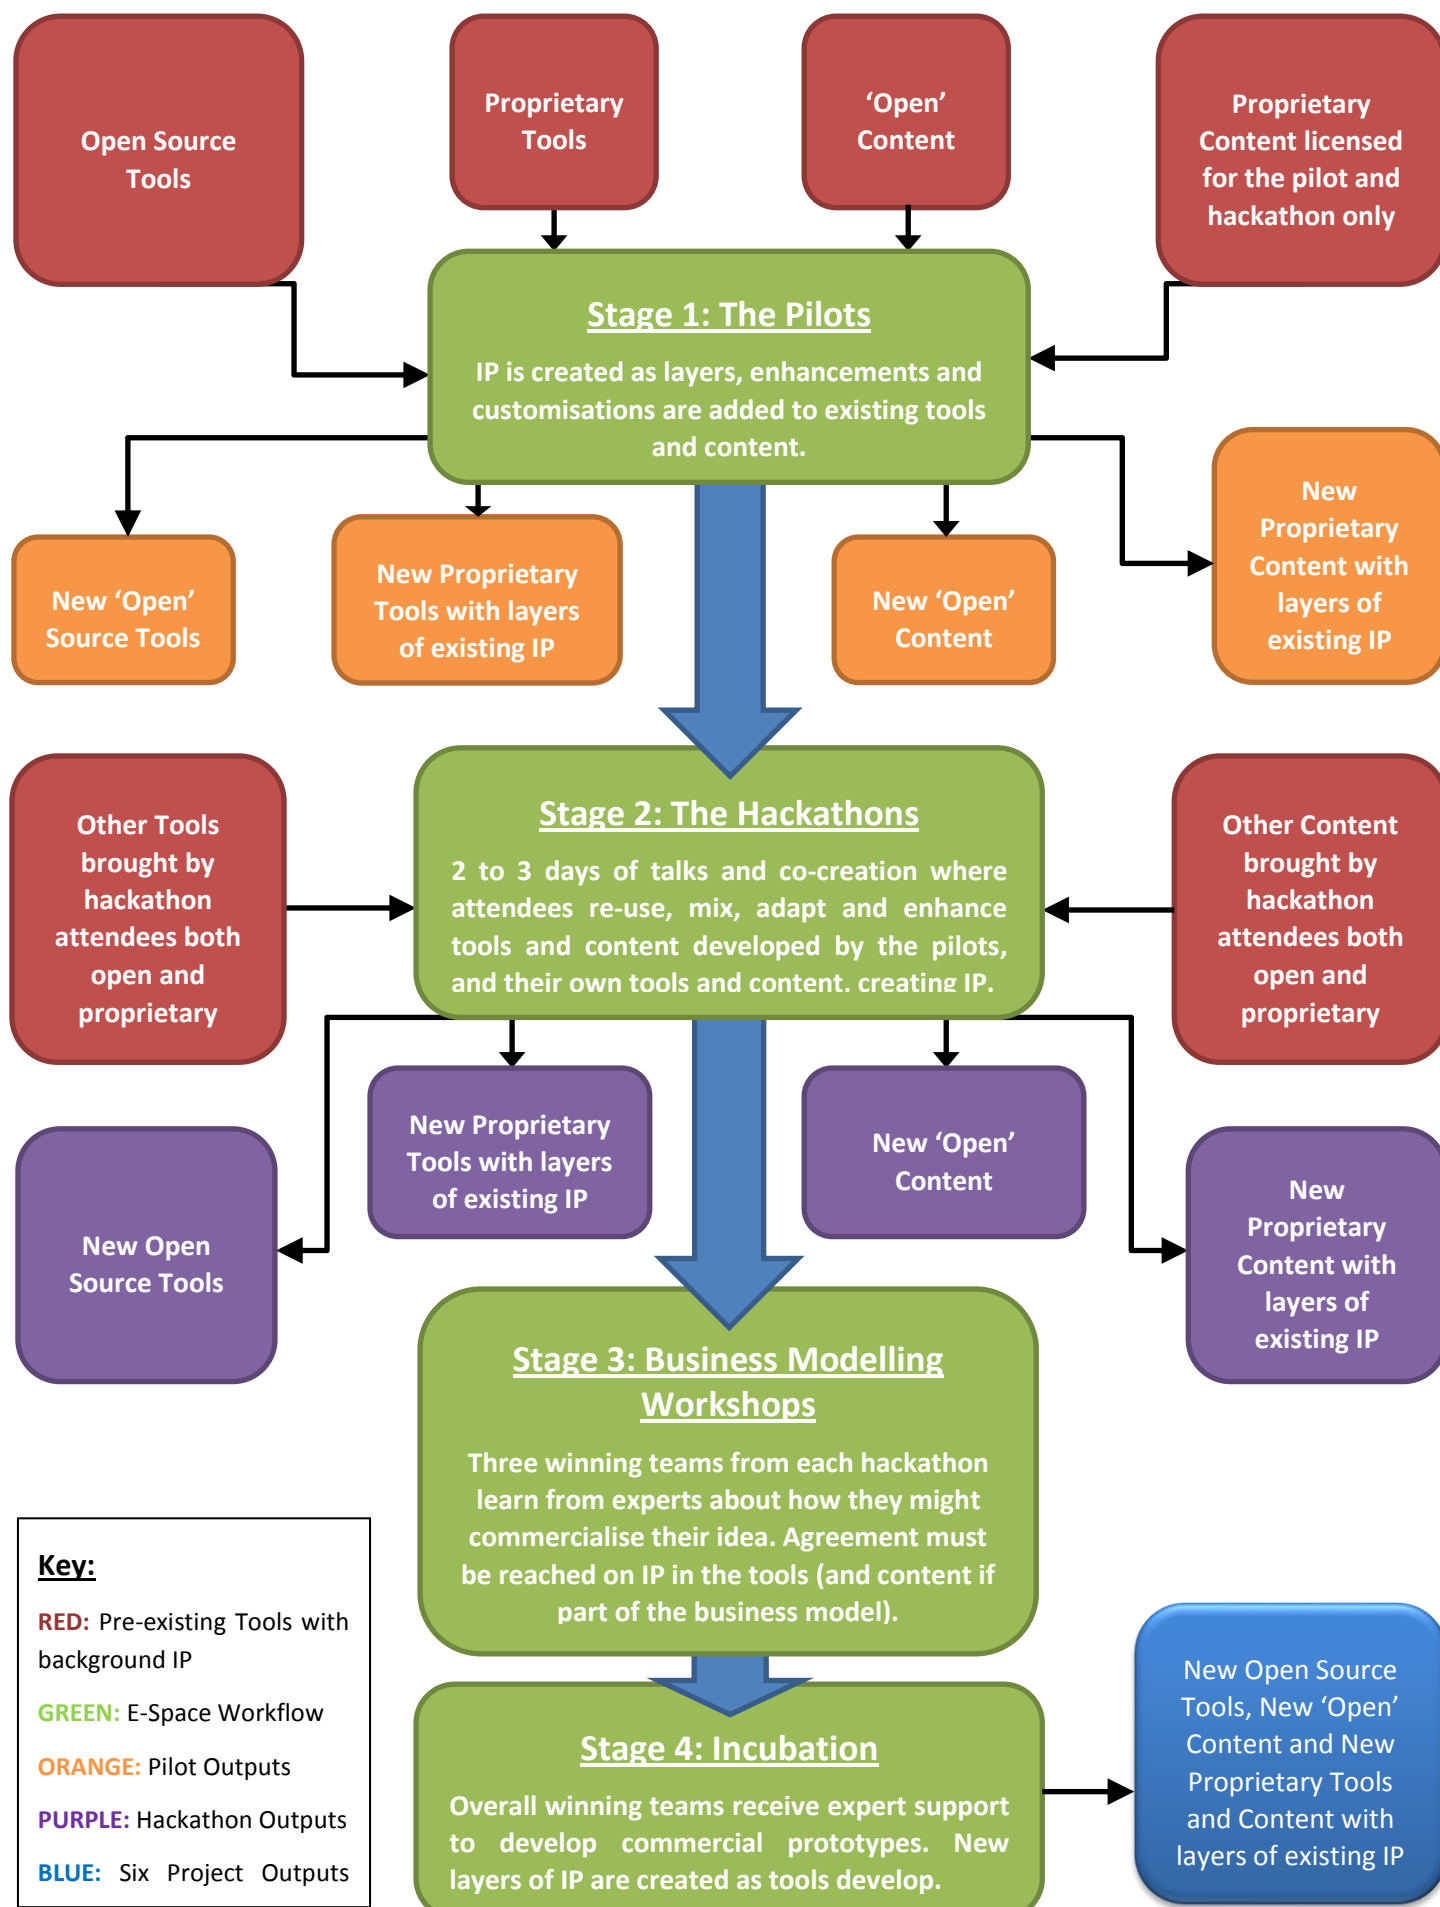 Open Source
Tools
Proprietary
Tools
‘Open’
Content
Proprietary
Content licensed
for the pilot and
hackathon only
Stage 1: The Pilots
IP is created as layers, enhancements and
customisations are added to existing tools
and content.
New ‘Open’
Source Tools
New Proprietary
Tools with layers
of existing IP
New ‘Open’
Content
New
Proprietary
Content with
layers of
existing IP
Other Tools
brought by
hackathon
attendees both
open and
proprietary
Stage 2: The Hackathons
2 to 3 days of talks and co-creation where
attendees re-use, mix, adapt and enhance
tools and content developed by the pilots,
and their own tools and content, creating IP.
Other Content
brought by
hackathon
attendees both
open and
proprietary
New Open
Source Tools
New Proprietary
Tools with layers
of existing IP
New ‘Open’
Content
New
Proprietary
Content with
layers of
existing IP
Stage 3: Business Modelling
Workshops
Three winning teams from each hackathon
learn from experts about how they might
commercialise their idea. Agreement must
be reached on IP in the tools (and content if
part of the business model).
Key:
RED: Pre-existing Tools with
background IP
GREEN: E-Space Workflow
ORANGE: Pilot Outputs
PURPLE: Hackathon Outputs
BLUE: Six Project Outputs
Stage 4: Incubation
Overall winning teams receive expert support
to develop commercial prototypes. New
layers of IP are created as tools develop.
New Open Source
Tools, New ‘Open’
Content and New
Proprietary Tools
and Content with
layers of existing IP